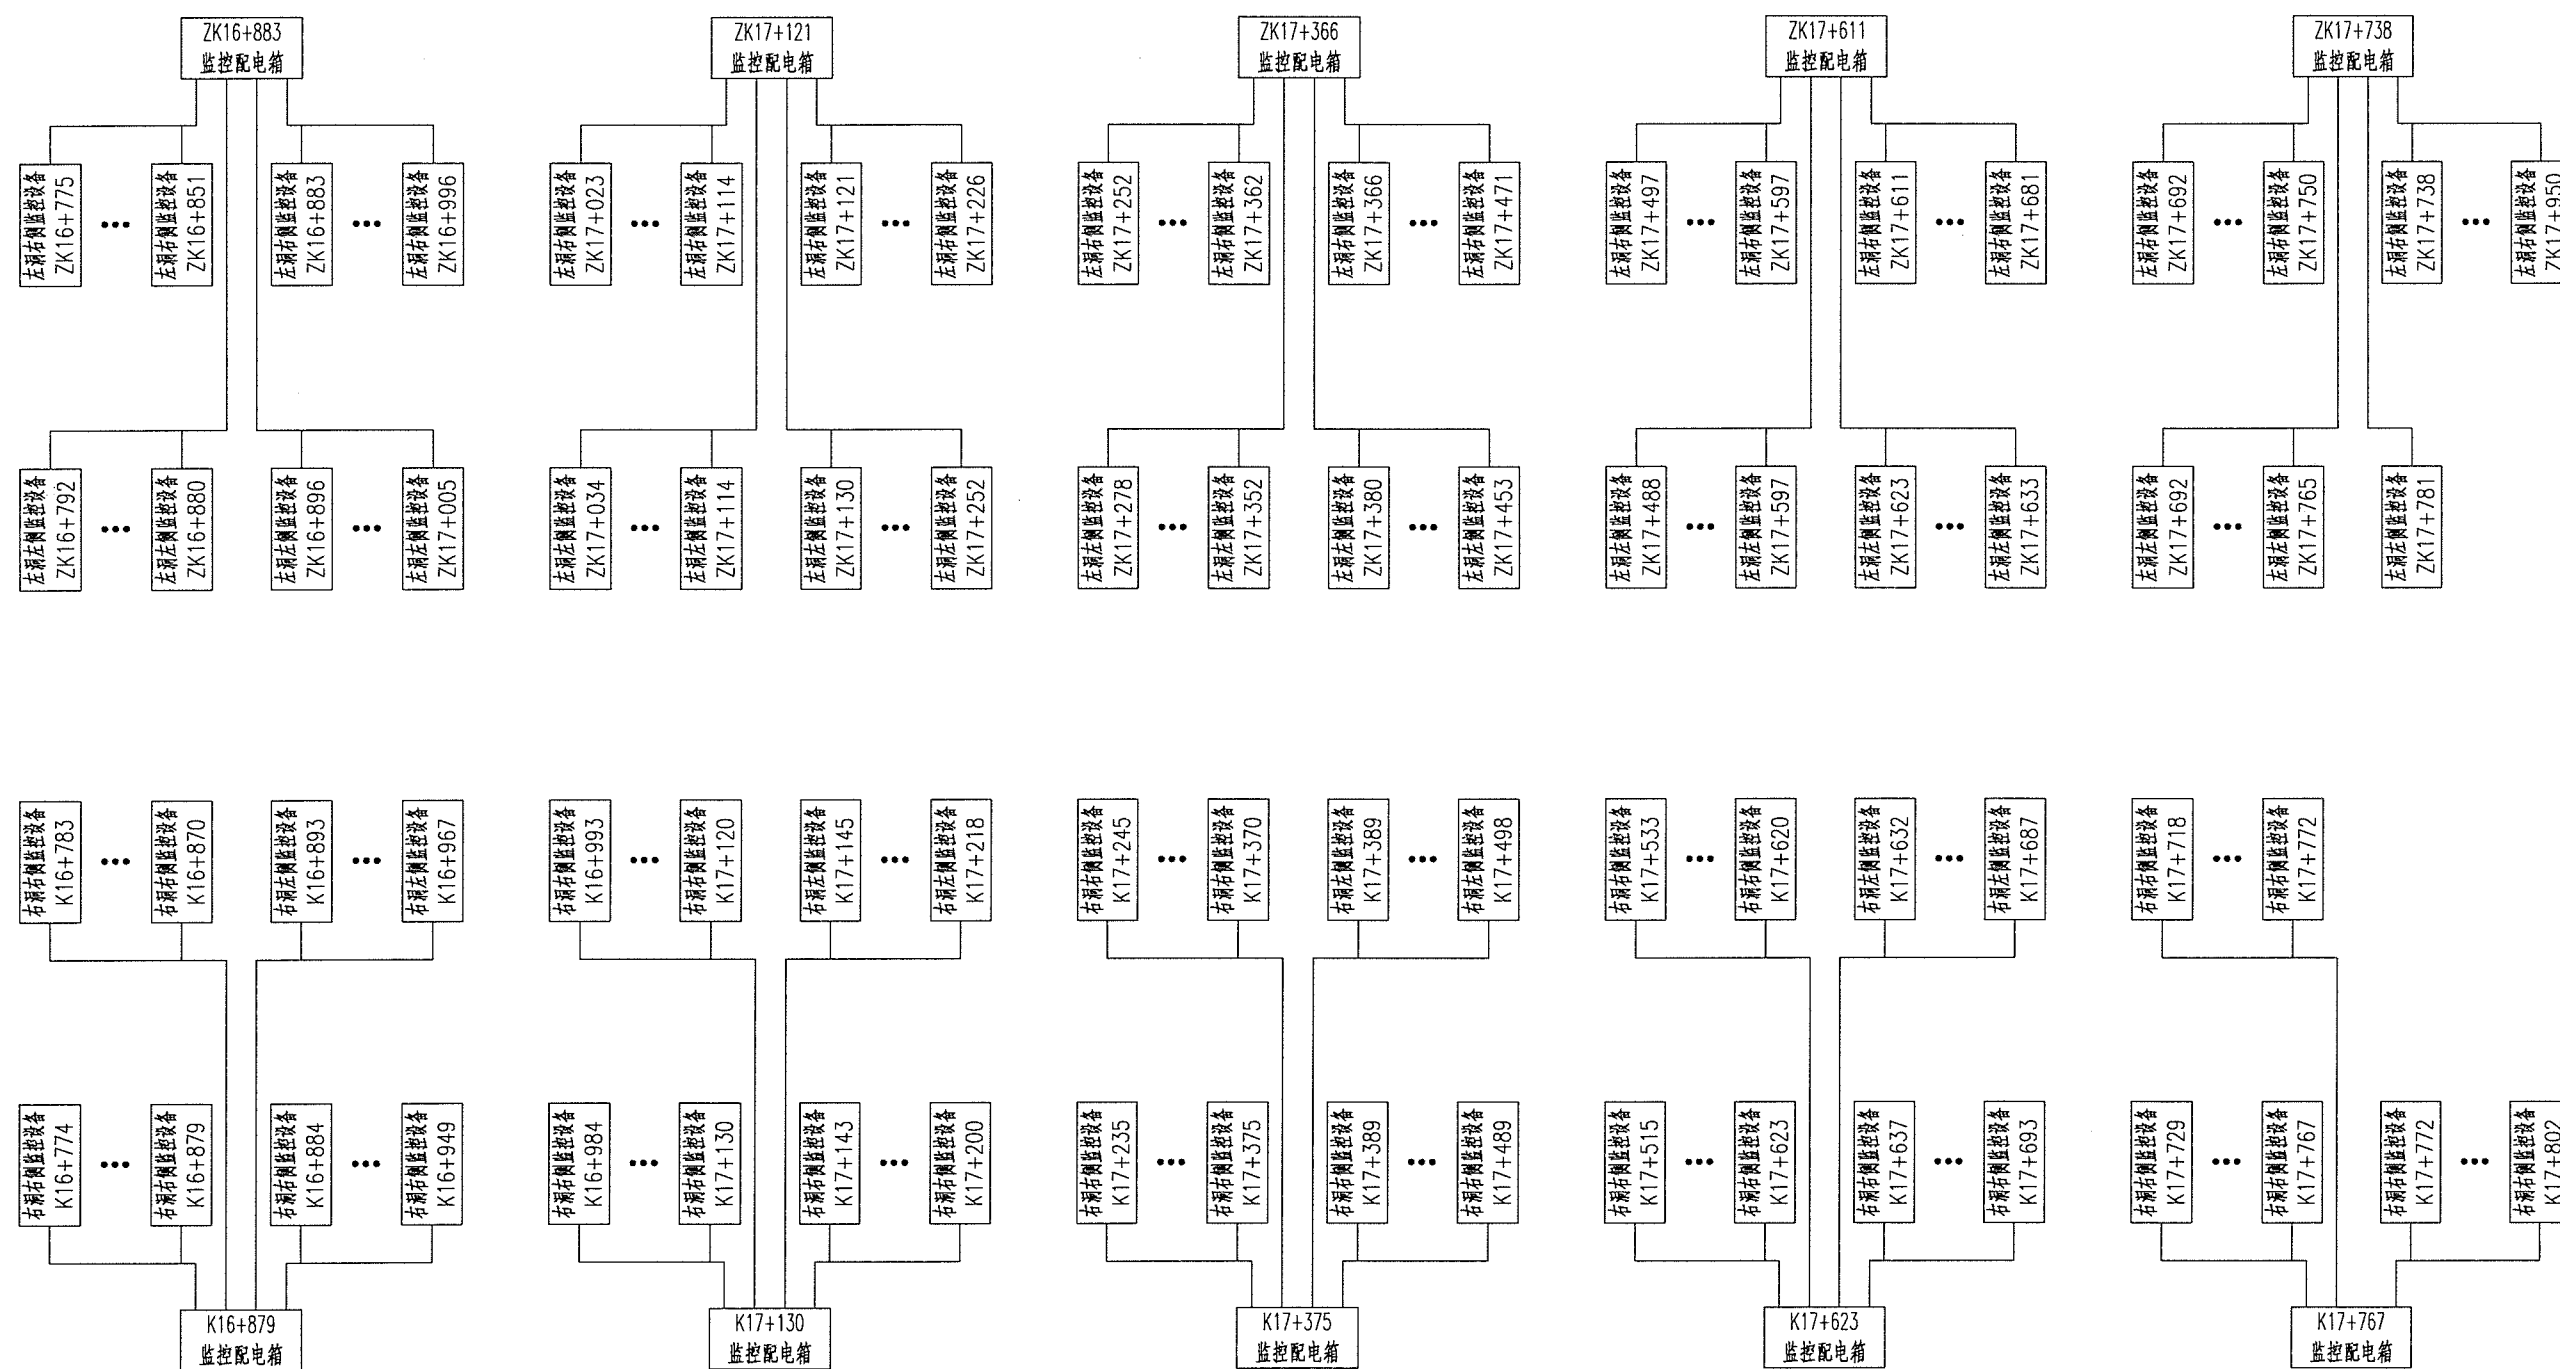 ZK16+883
监控配电箱
ZK17+121
监控配电箱
ZK17+366
监控配电箱
ZK17+611
监控配电箱
ZK17+738
监控配电箱
左洞右侧监控设备
ZK16+775
左洞右侧监控设备
ZK16+851
左洞右侧监控设备
ZK16+883
左洞右侧监控设备
ZK16+996
左洞右侧监控设备
ZK17+023
左洞右侧监控设备
ZK17+114
左洞右侧监控设备
ZK17+121
左洞右侧监控设备
ZK17+226
左洞右侧监控设备
ZK17+252
左洞右侧监控设备
ZK17+362
左洞右侧监控设备
ZK17+366
左洞右侧监控设备
ZK17+471
左洞右侧监控设备
ZK17+497
左洞右侧监控设备
ZK17+597
左洞右侧监控设备
ZK17+611
左洞右侧监控设备
ZK17+681
左洞右侧监控设备
ZK17+692
左洞右侧监控设备
ZK17+750
左洞右侧监控设备
ZK17+738
左洞右侧监控设备
ZK17+950
左洞左侧监控设备
ZK16+792
左洞左侧监控设备
ZK16+880
左洞左侧监控设备
ZK16+896
左洞左侧监控设备
ZK17+005
左洞左侧监控设备
ZK17+034
左洞左侧监控设备
ZK17+114
左洞左侧监控设备
ZK17+130
左洞左侧监控设备
ZK17+252
左洞左侧监控设备
ZK17+278
左洞左侧监控设备
ZK17+352
左洞左侧监控设备
ZK17+380
左洞左侧监控设备
ZK17+453
左洞左侧监控设备
ZK17+488
左洞左侧监控设备
ZK17+597
左洞左侧监控设备
ZK17+623
左洞左侧监控设备
ZK17+633
左洞左侧监控设备
ZK17+692
左洞左侧监控设备
ZK17+765
左洞左侧监控设备
ZK17+781
右洞右侧监控设备
K16+783
右洞右侧监控设备
K16+870
右洞左侧监控设备
K16+893
右洞左侧监控设备
K16+967
右洞右侧监控设备
K16+993
右洞右侧监控设备
K17+120
右洞左侧监控设备
K17+145
右洞左侧监控设备
K17+218
右洞右侧监控设备
K17+245
右洞右侧监控设备
K17+370
右洞左侧监控设备
K17+389
右洞左侧监控设备
K17+498
右洞右侧监控设备
K17+533
右洞右侧监控设备
K17+620
右洞左侧监控设备
K17+632
右洞左侧监控设备
K17+687
右洞右侧监控设备
K17+718
右洞右侧监控设备
K17+772
右洞右侧监控设备
K16+774
右洞右侧监控设备
K16+879
右洞右侧监控设备
K16+884
右洞右侧监控设备
K16+949
右洞右侧监控设备
K16+984
右洞右侧监控设备
K17+130
右洞右侧监控设备
K17+143
右洞右侧监控设备
K17+200
右洞右侧监控设备
K17+235
右洞右侧监控设备
K17+375
右洞右侧监控设备
K17+389
右洞右侧监控设备
K17+489
右洞右侧监控设备
K17+515
右洞右侧监控设备
K17+623
右洞右侧监控设备
K17+637
右洞右侧监控设备
K17+693
右洞右侧监控设备
K17+729
右洞右侧监控设备
K17+767
右洞右侧监控设备
K17+772
右洞右侧监控设备
K17+802
K16+879
监控配电箱
K17+130
监控配电箱
K17+375
监控配电箱
K17+623
监控配电箱
K17+767
监控配电箱